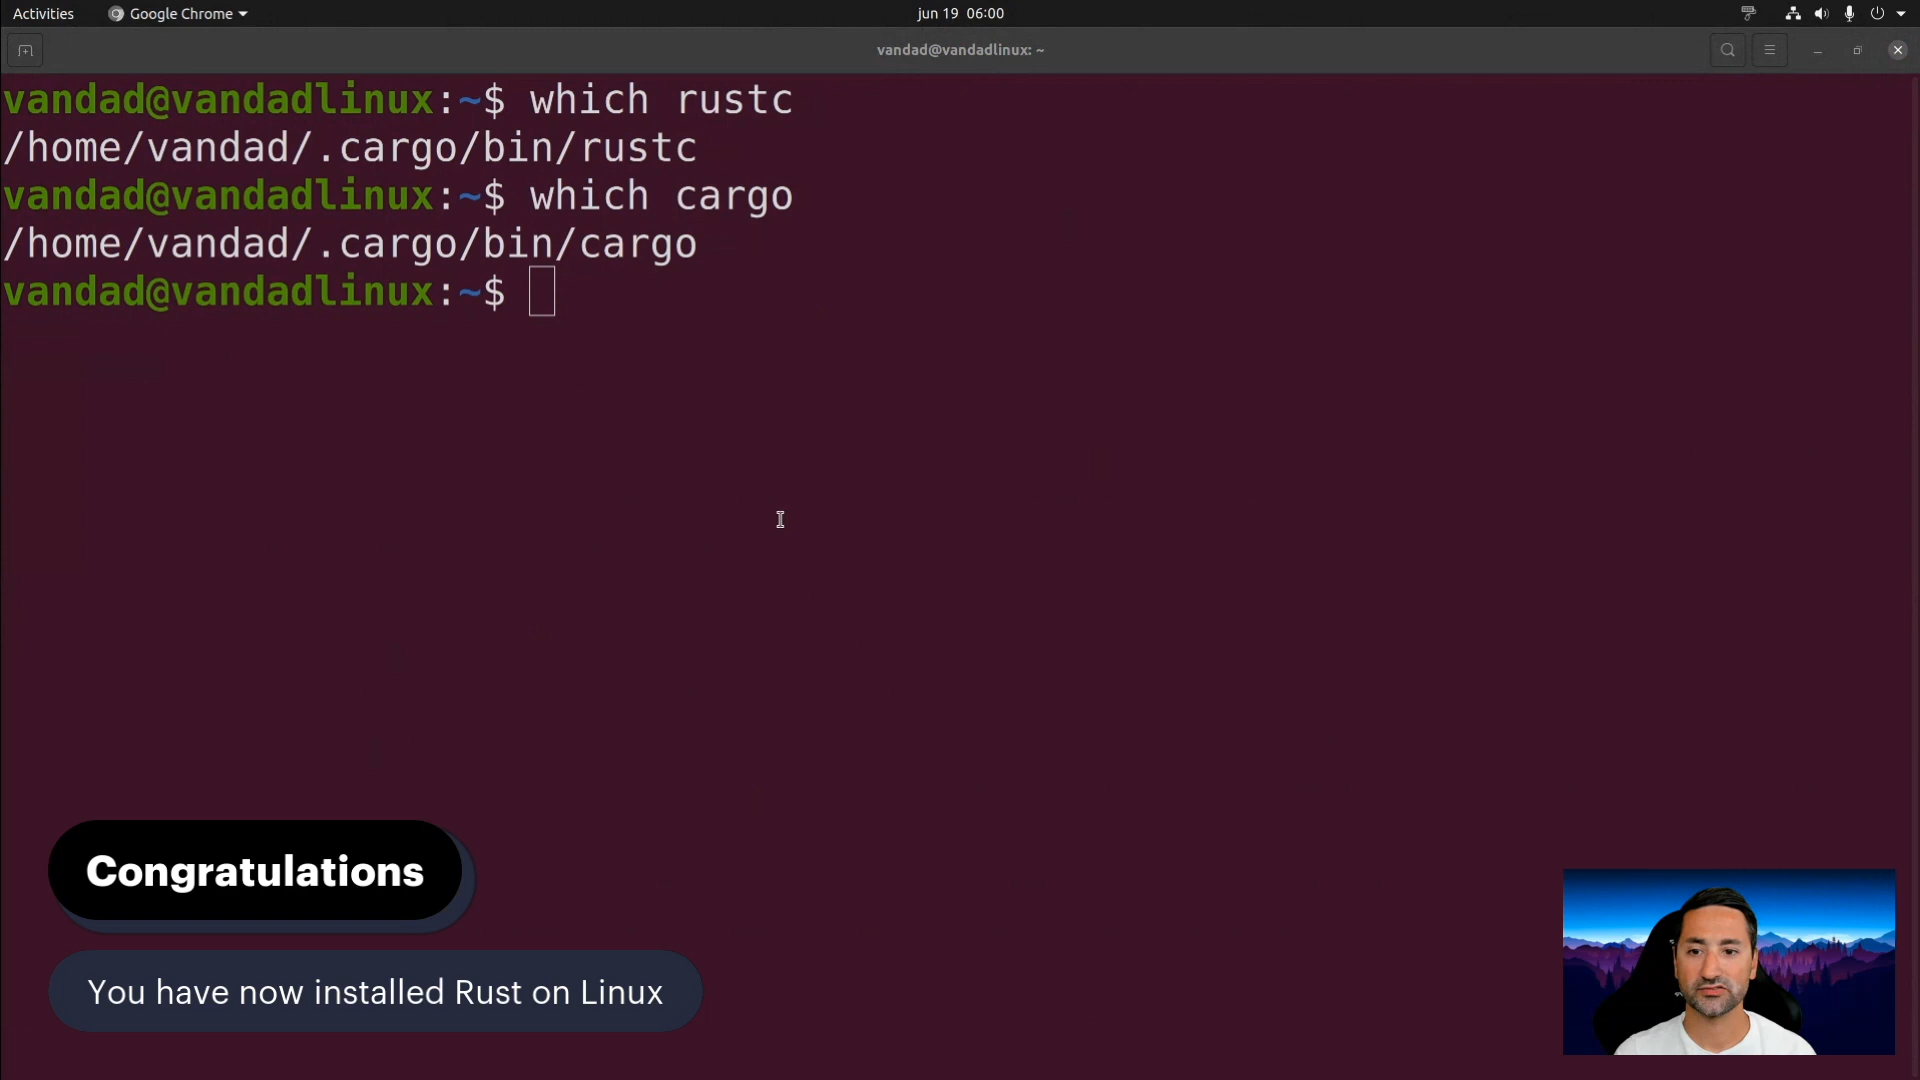 Activities Google Chrome jun 19 06:00
vandad@vandadlinux: ~
vandad@vandadlinux:~$ which rustc
/home/vandad/.cargo/bin/rustc
vandad@vandadlinux:~$ which cargo
/home/vandad/.cargo/bin/cargo
vandad@vandadlinux:~$
Congratulations
You have now installed Rust on Linux